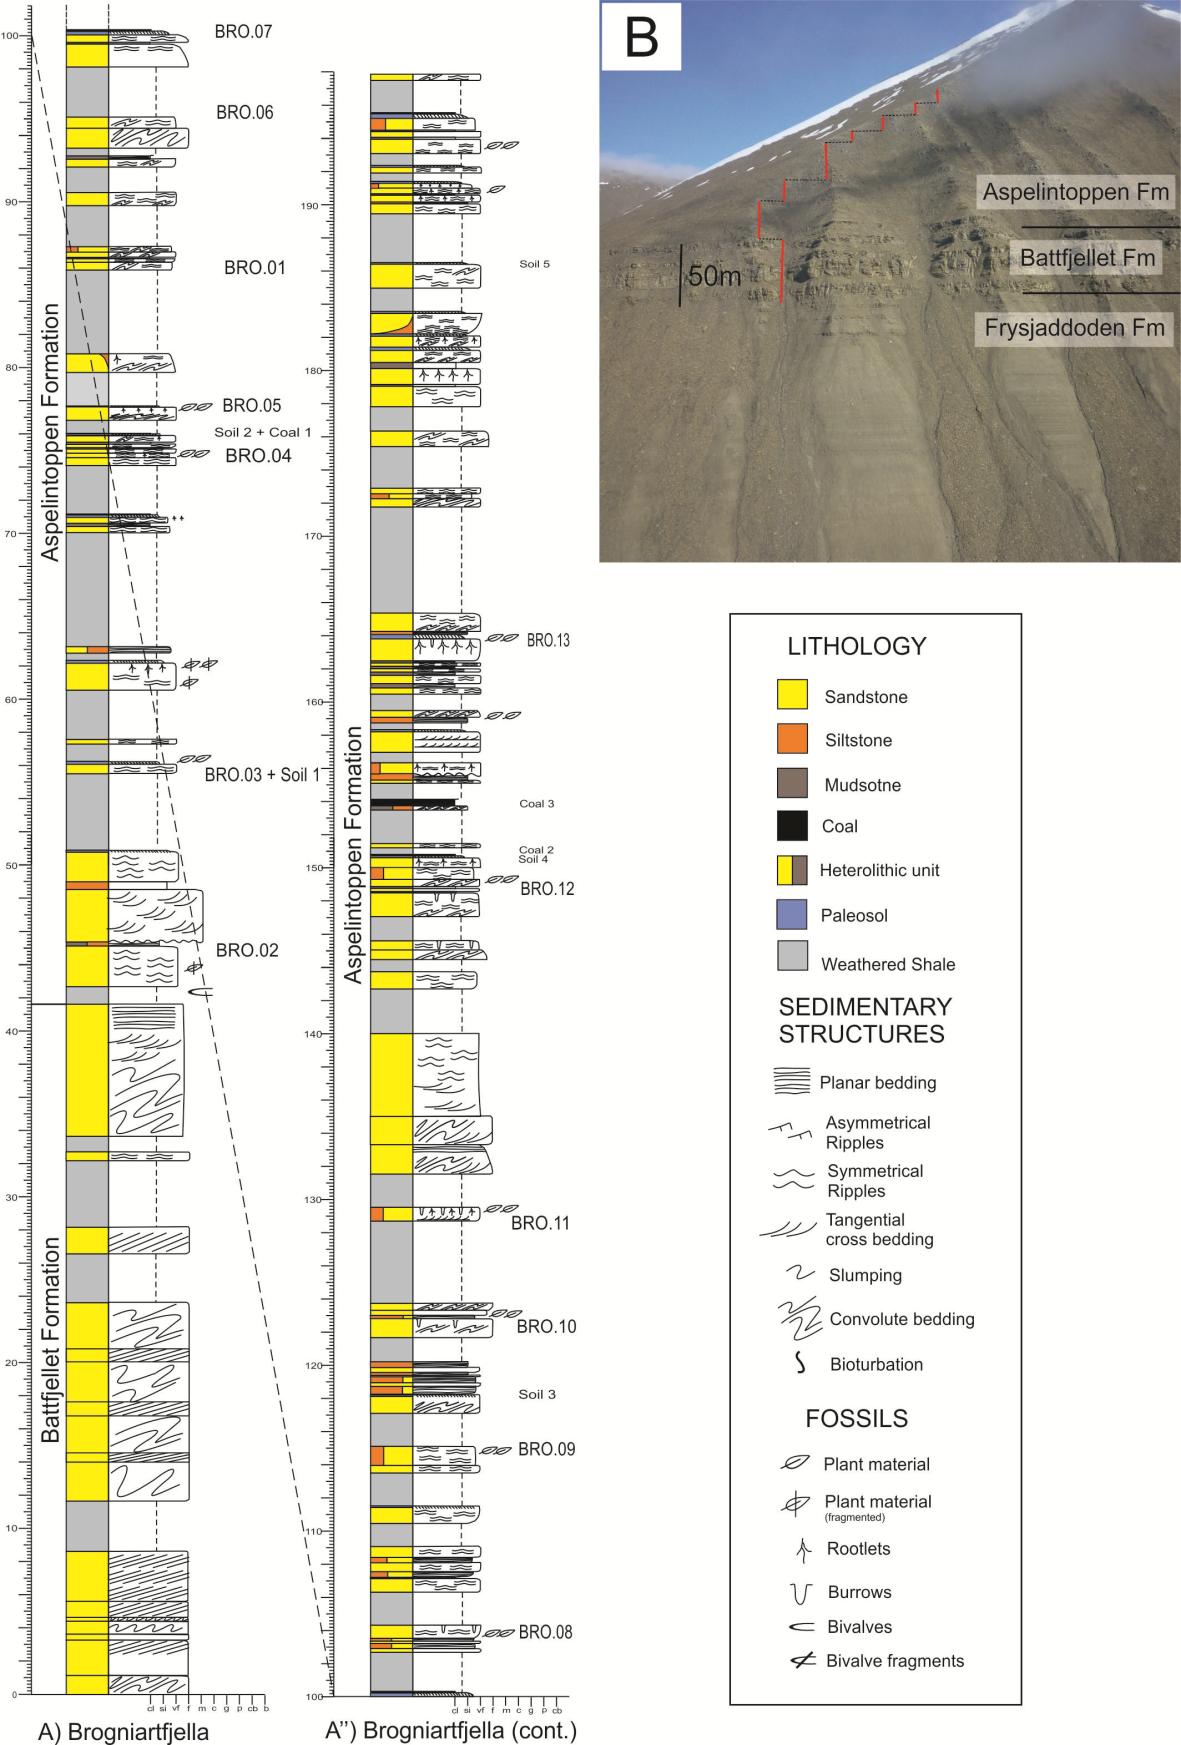 100
90
80
70
60
50
40
30
20
10
0
Aspelintoppen Formation
Battfjellet Formation
BRO.07
BRO.06
BRO.01
BRO.05
Soil 2 + Coal 1
BRO.04
BRO.03 + Soil 1
BRO.02
cl si vf f m c g p cb b
A) Brogniartfjella
190
180
170
160
150
140
130
120
110
100
Aspelintoppen Formation
Soil 5
BRO.13
Coal 3
Coal 2
Soil 4
BRO.12
BRO.11
BRO.10
Soil 3
BRO.09
BRO.08
cl si vf f m c g p cb
A'') Brogniartfjella (cont.)
B
Aspelintoppen Fm
Battfjellet Fm
50m
Frysjaddoden Fm
LITHOLOGY
Sandstone
Siltstone
Mudsotne
Coal
Heterolithic unit
Paleosol
Weathered Shale
SEDIMENTARY
STRUCTURES
Planar bedding
Asymmetrical
Ripples
Symmetrical
Ripples
Tangential
cross bedding
Slumping
Convolute bedding
Bioturbation
FOSSILS
Plant material
Plant material
(fragmented)
Rootlets
Burrows
Bivalves
Bivalve fragments